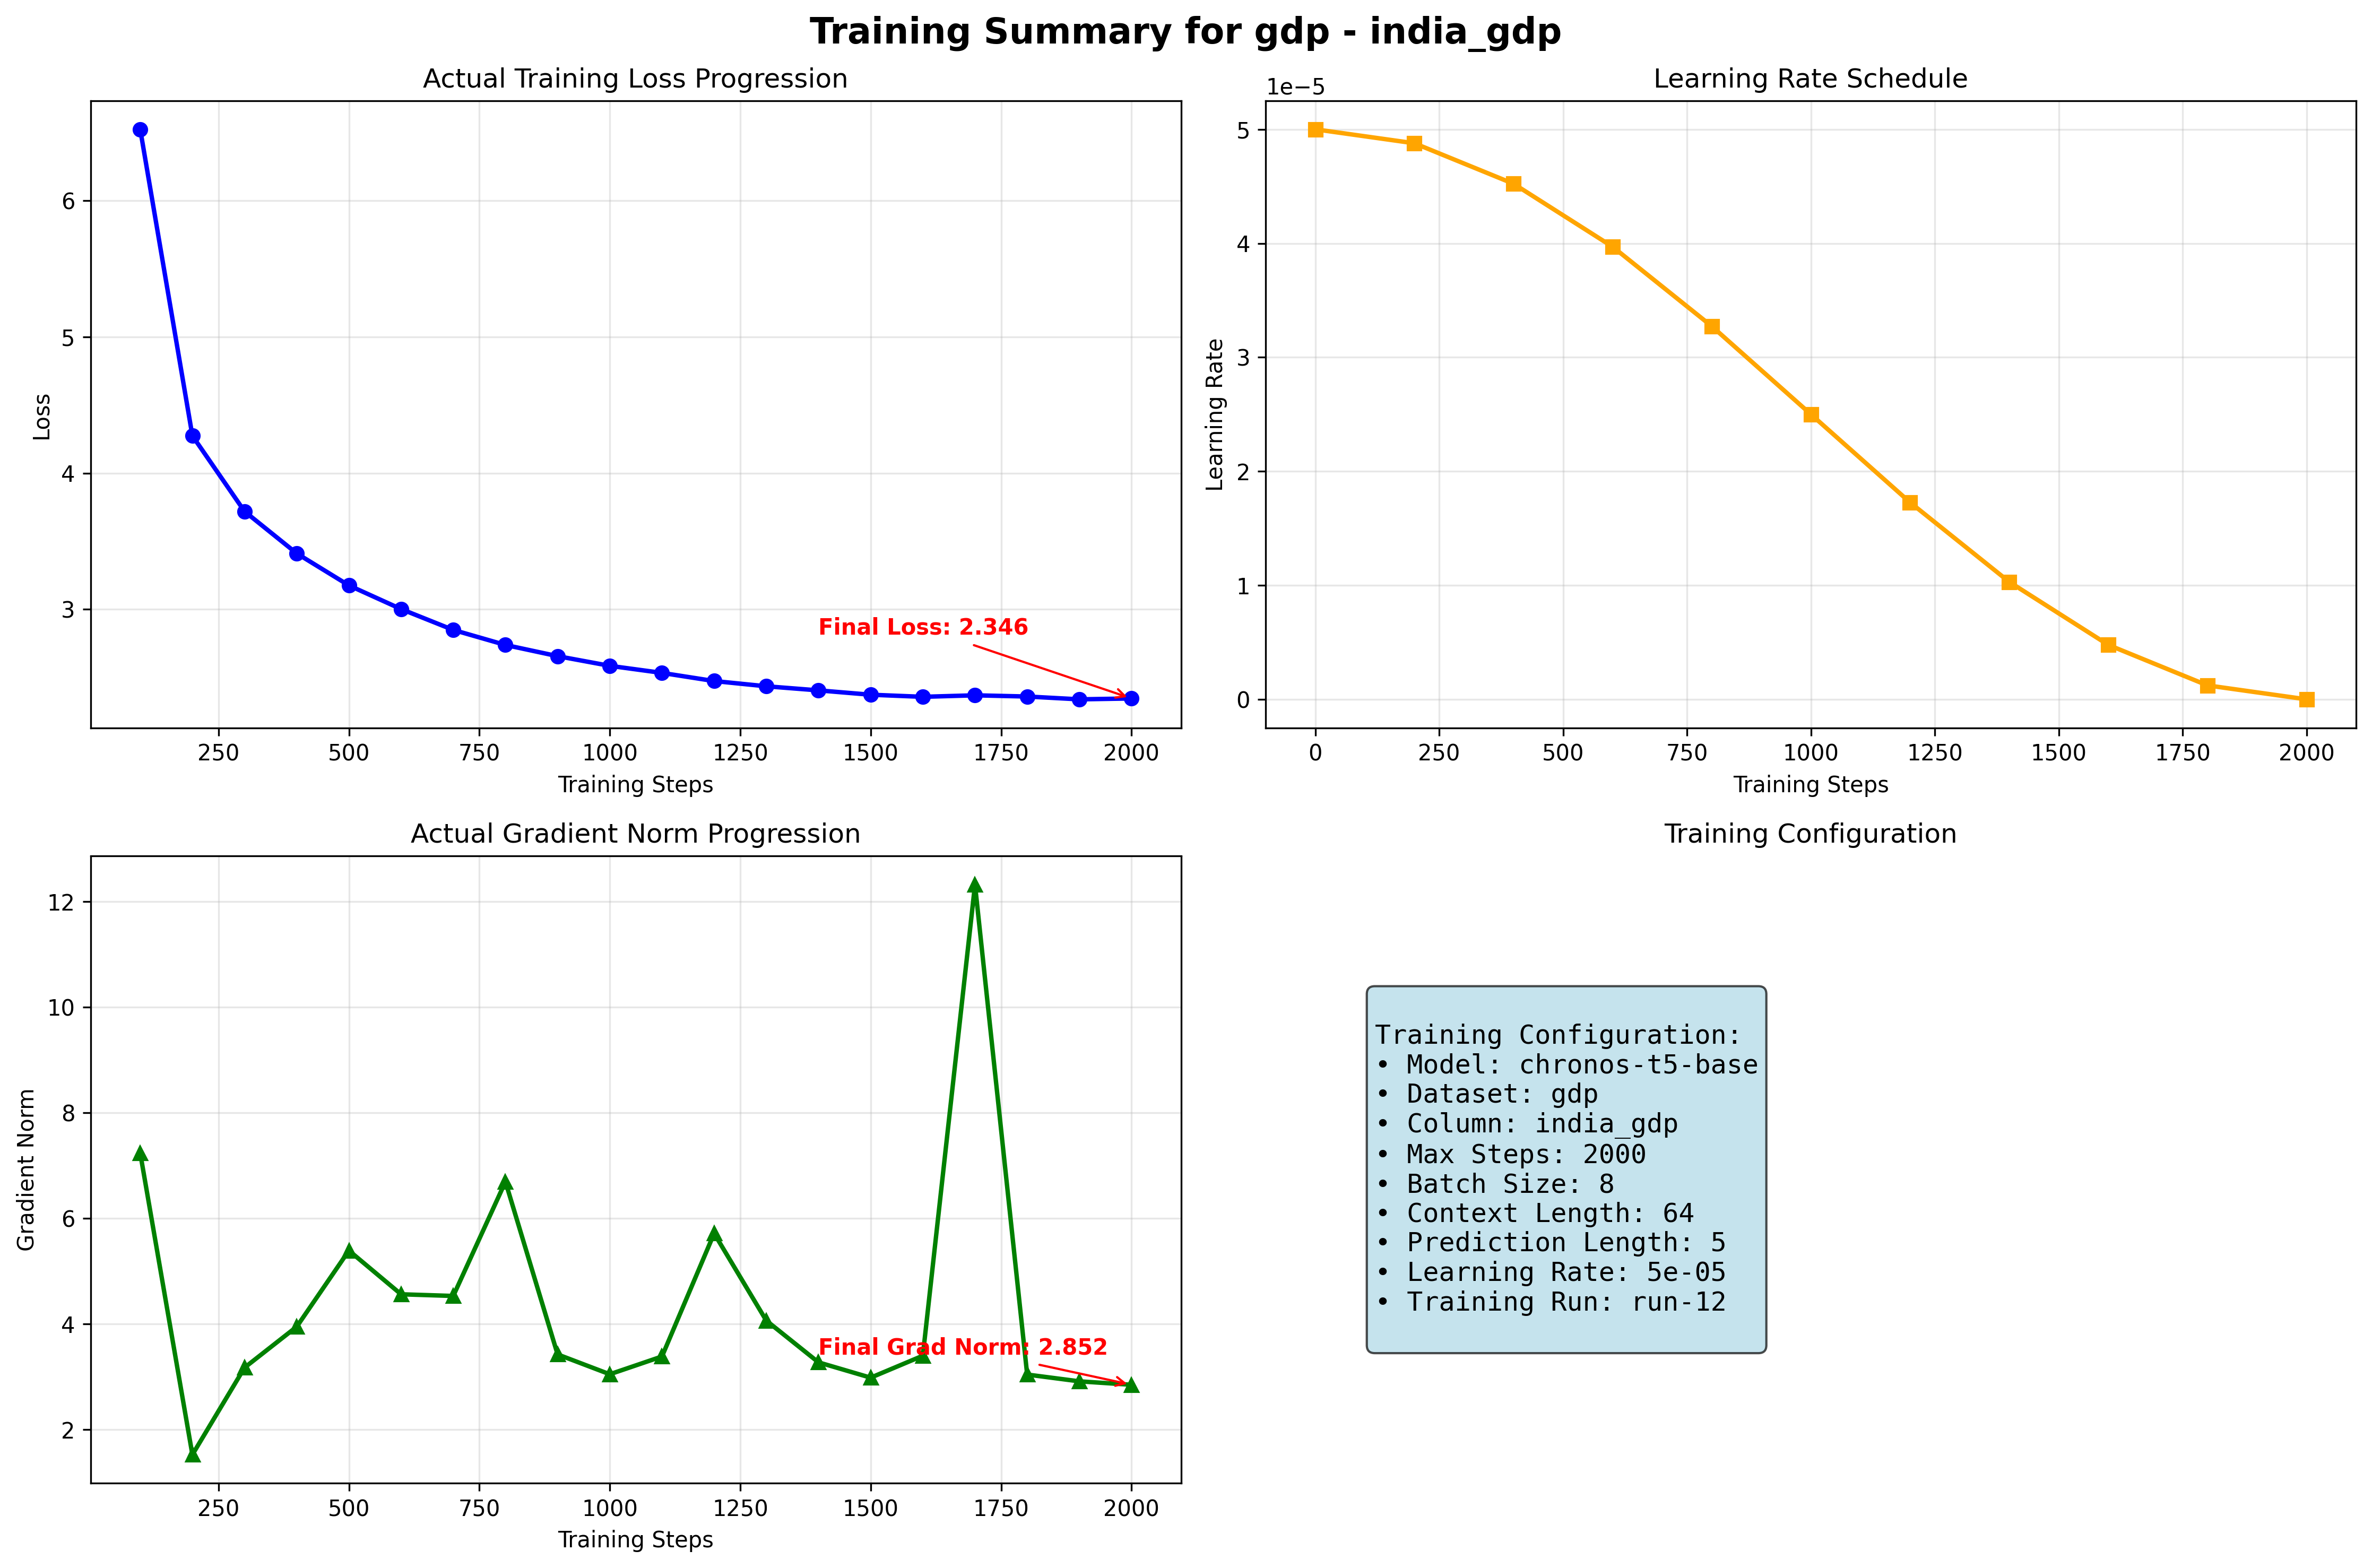 Training Summary for gdp - india_gdp
Actual Training Loss Progression
Loss
6
5
4
3
Final Loss: 2.346
250 500 750 1000 1250 1500 1750 2000
Training Steps
Learning Rate Schedule
1e−5
Learning Rate
5
4
3
2
1
0
0 250 500 750 1000 1250 1500 1750 2000
Training Steps
Actual Gradient Norm Progression
Gradient Norm
12
10
8
6
4
2
Final Grad Norm: 2.852
250 500 750 1000 1250 1500 1750 2000
Training Steps
Training Configuration
Training Configuration:
• Model: chronos-t5-base
• Dataset: gdp
• Column: india_gdp
• Max Steps: 2000
• Batch Size: 8
• Context Length: 64
• Prediction Length: 5
• Learning Rate: 5e-05
• Training Run: run-12